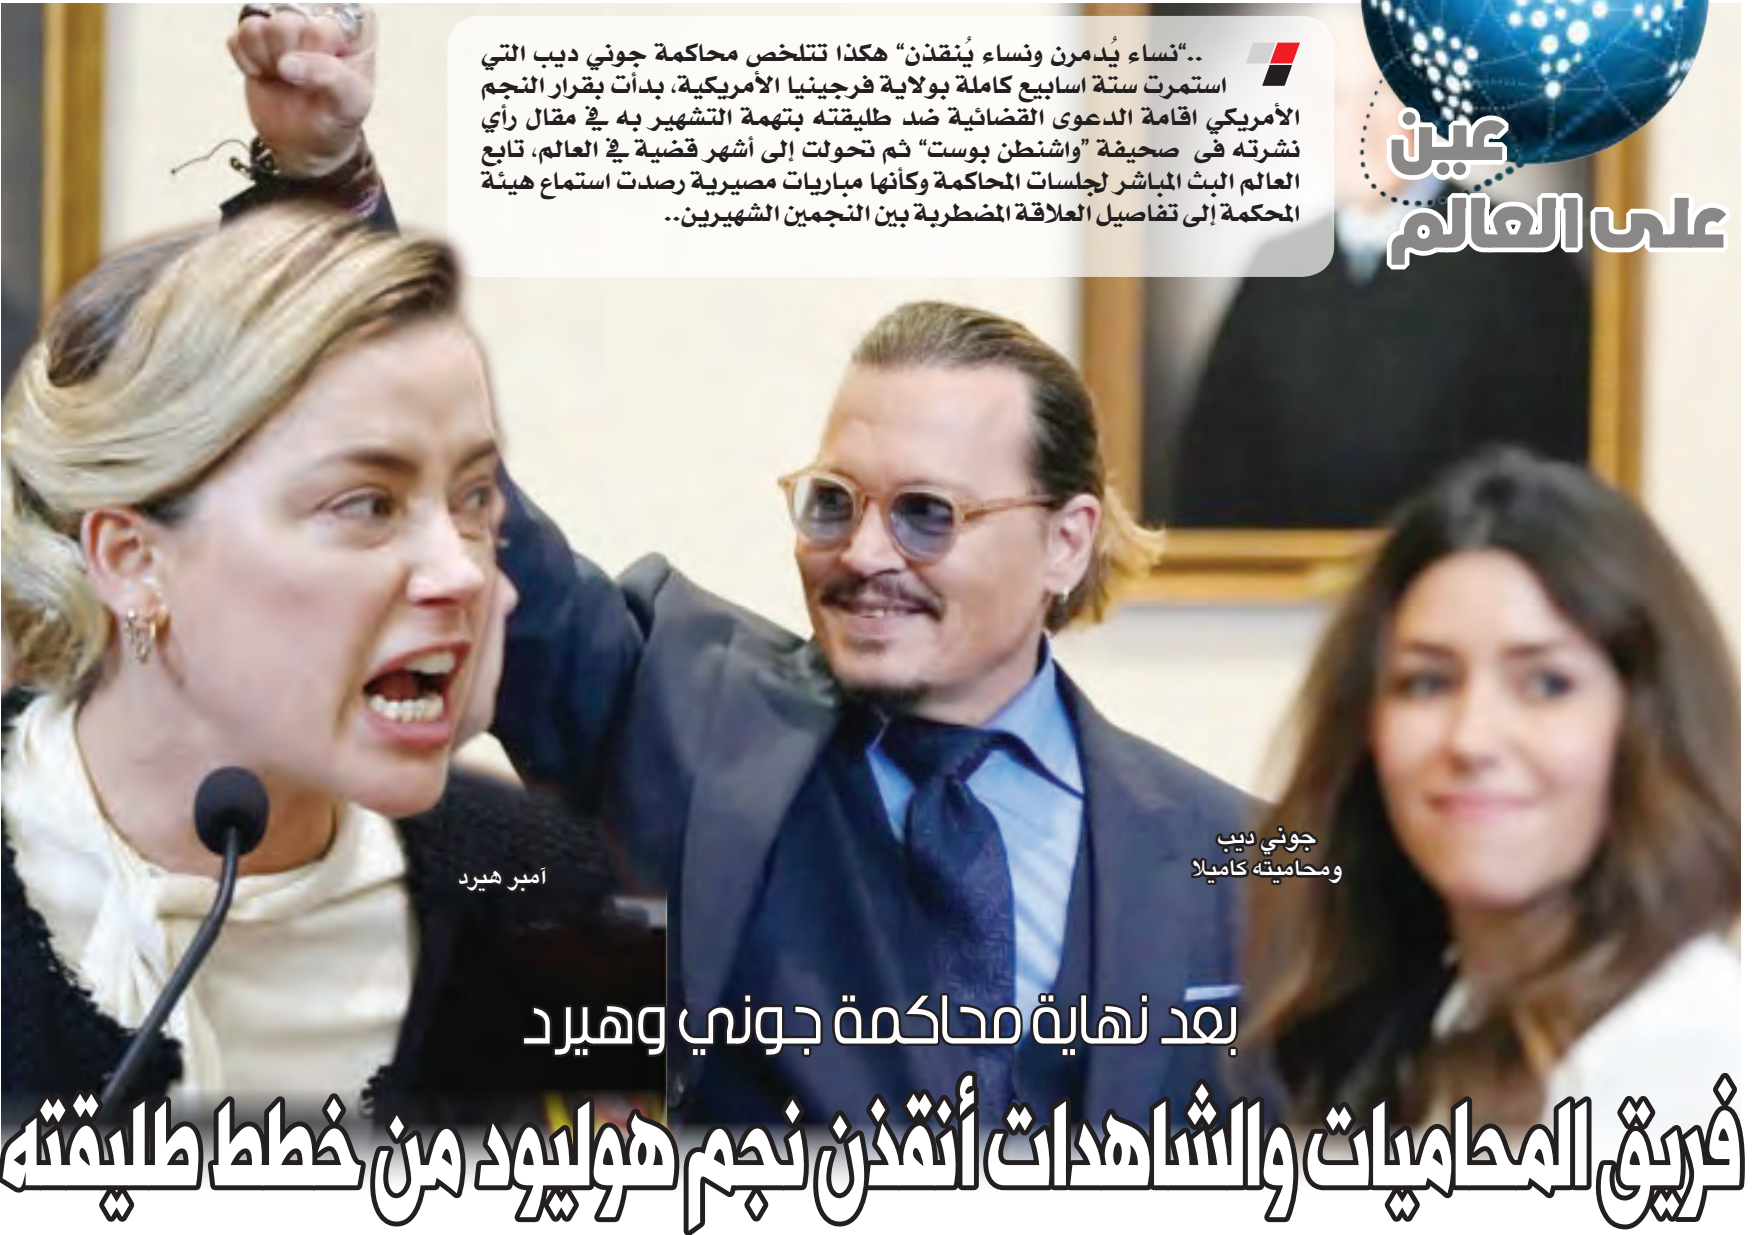 عين
على العالم
..“نساء يُدمرن ونساء يُنقذن“ هكذا تتلخص محاكمة جوني ديب التي
استمرت ستة اسابيع كاملة بولاية فرجينيا الأمريكية، بدأت بقرار النجم
الأمريكي اقامة الدعوى القضائية ضد طليقته بتهمة التشهير به في مقال رأي
نشرته فى صحيفة “واشنطن بوست“ ثم تحولت إلى أشهر قضية في العالم، تابع
العالم البث المباشر لجلسات المحاكمة وكأنها مباريات مصيرية رصدت استماع هيئة
المحكمة إلى تفاصيل العلاقة المضطربة بين النجمين الشهيرين..
جوني ديب
ومحاميته كاميلا
آمبر هيرد
بعد نهاية محاكمة جوني وهيرد
فريق المحاميات والشاهدات أنقذن نجم هوليود من خطط طليقته